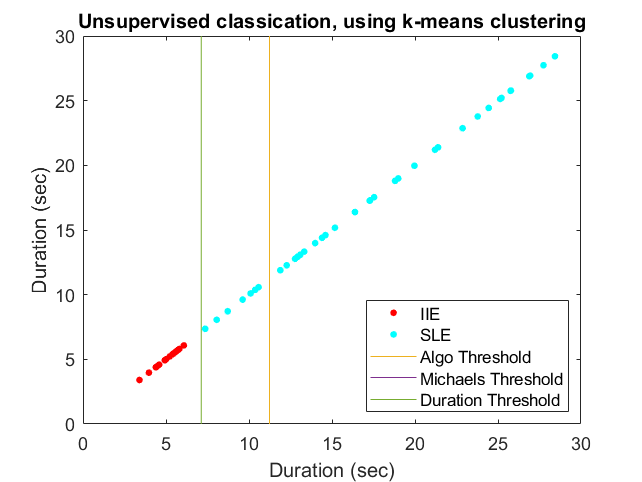 Unsupervised classication, using k-means clustering
30
25
20
15
10
5
0
Duration (sec)
0 5 10 15 20 25 30
Duration (sec)
IIE
SLE
Algo Threshold
Michaels Threshold
Duration Threshold